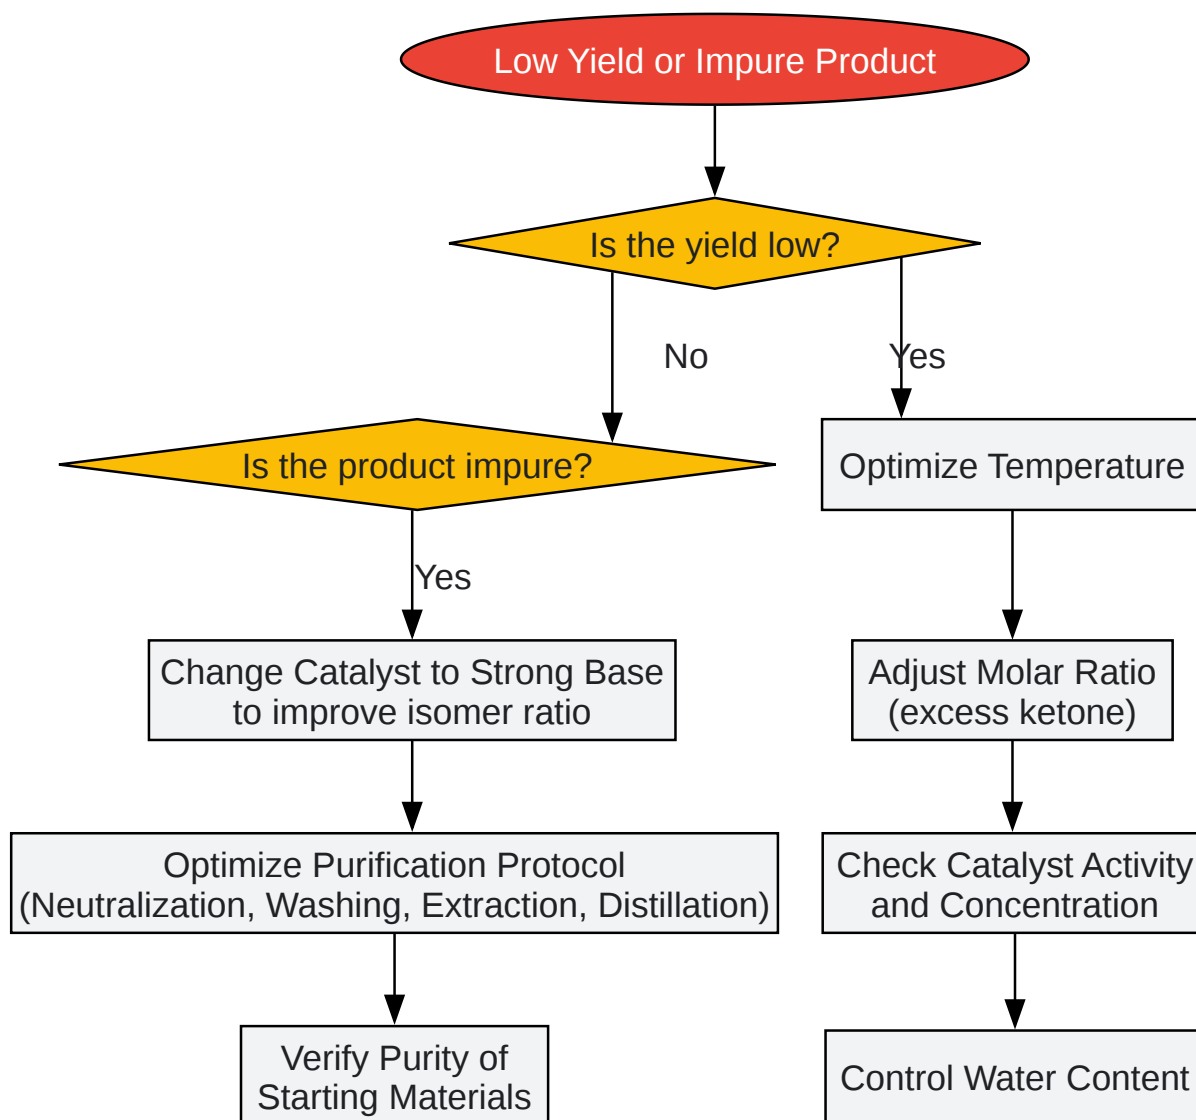 Low Yield or Impure Product
Is the yield low?
No
Yes
Is the product impure?
Optimize Temperature
Yes
Change Catalyst to Strong Base
to improve isomer ratio
Adjust Molar Ratio
(excess ketone)
Optimize Purification Protocol
(Neutralization, Washing, Extraction, Distillation)
Check Catalyst Activity
and Concentration
Verify Purity of
Starting Materials
Control Water Content